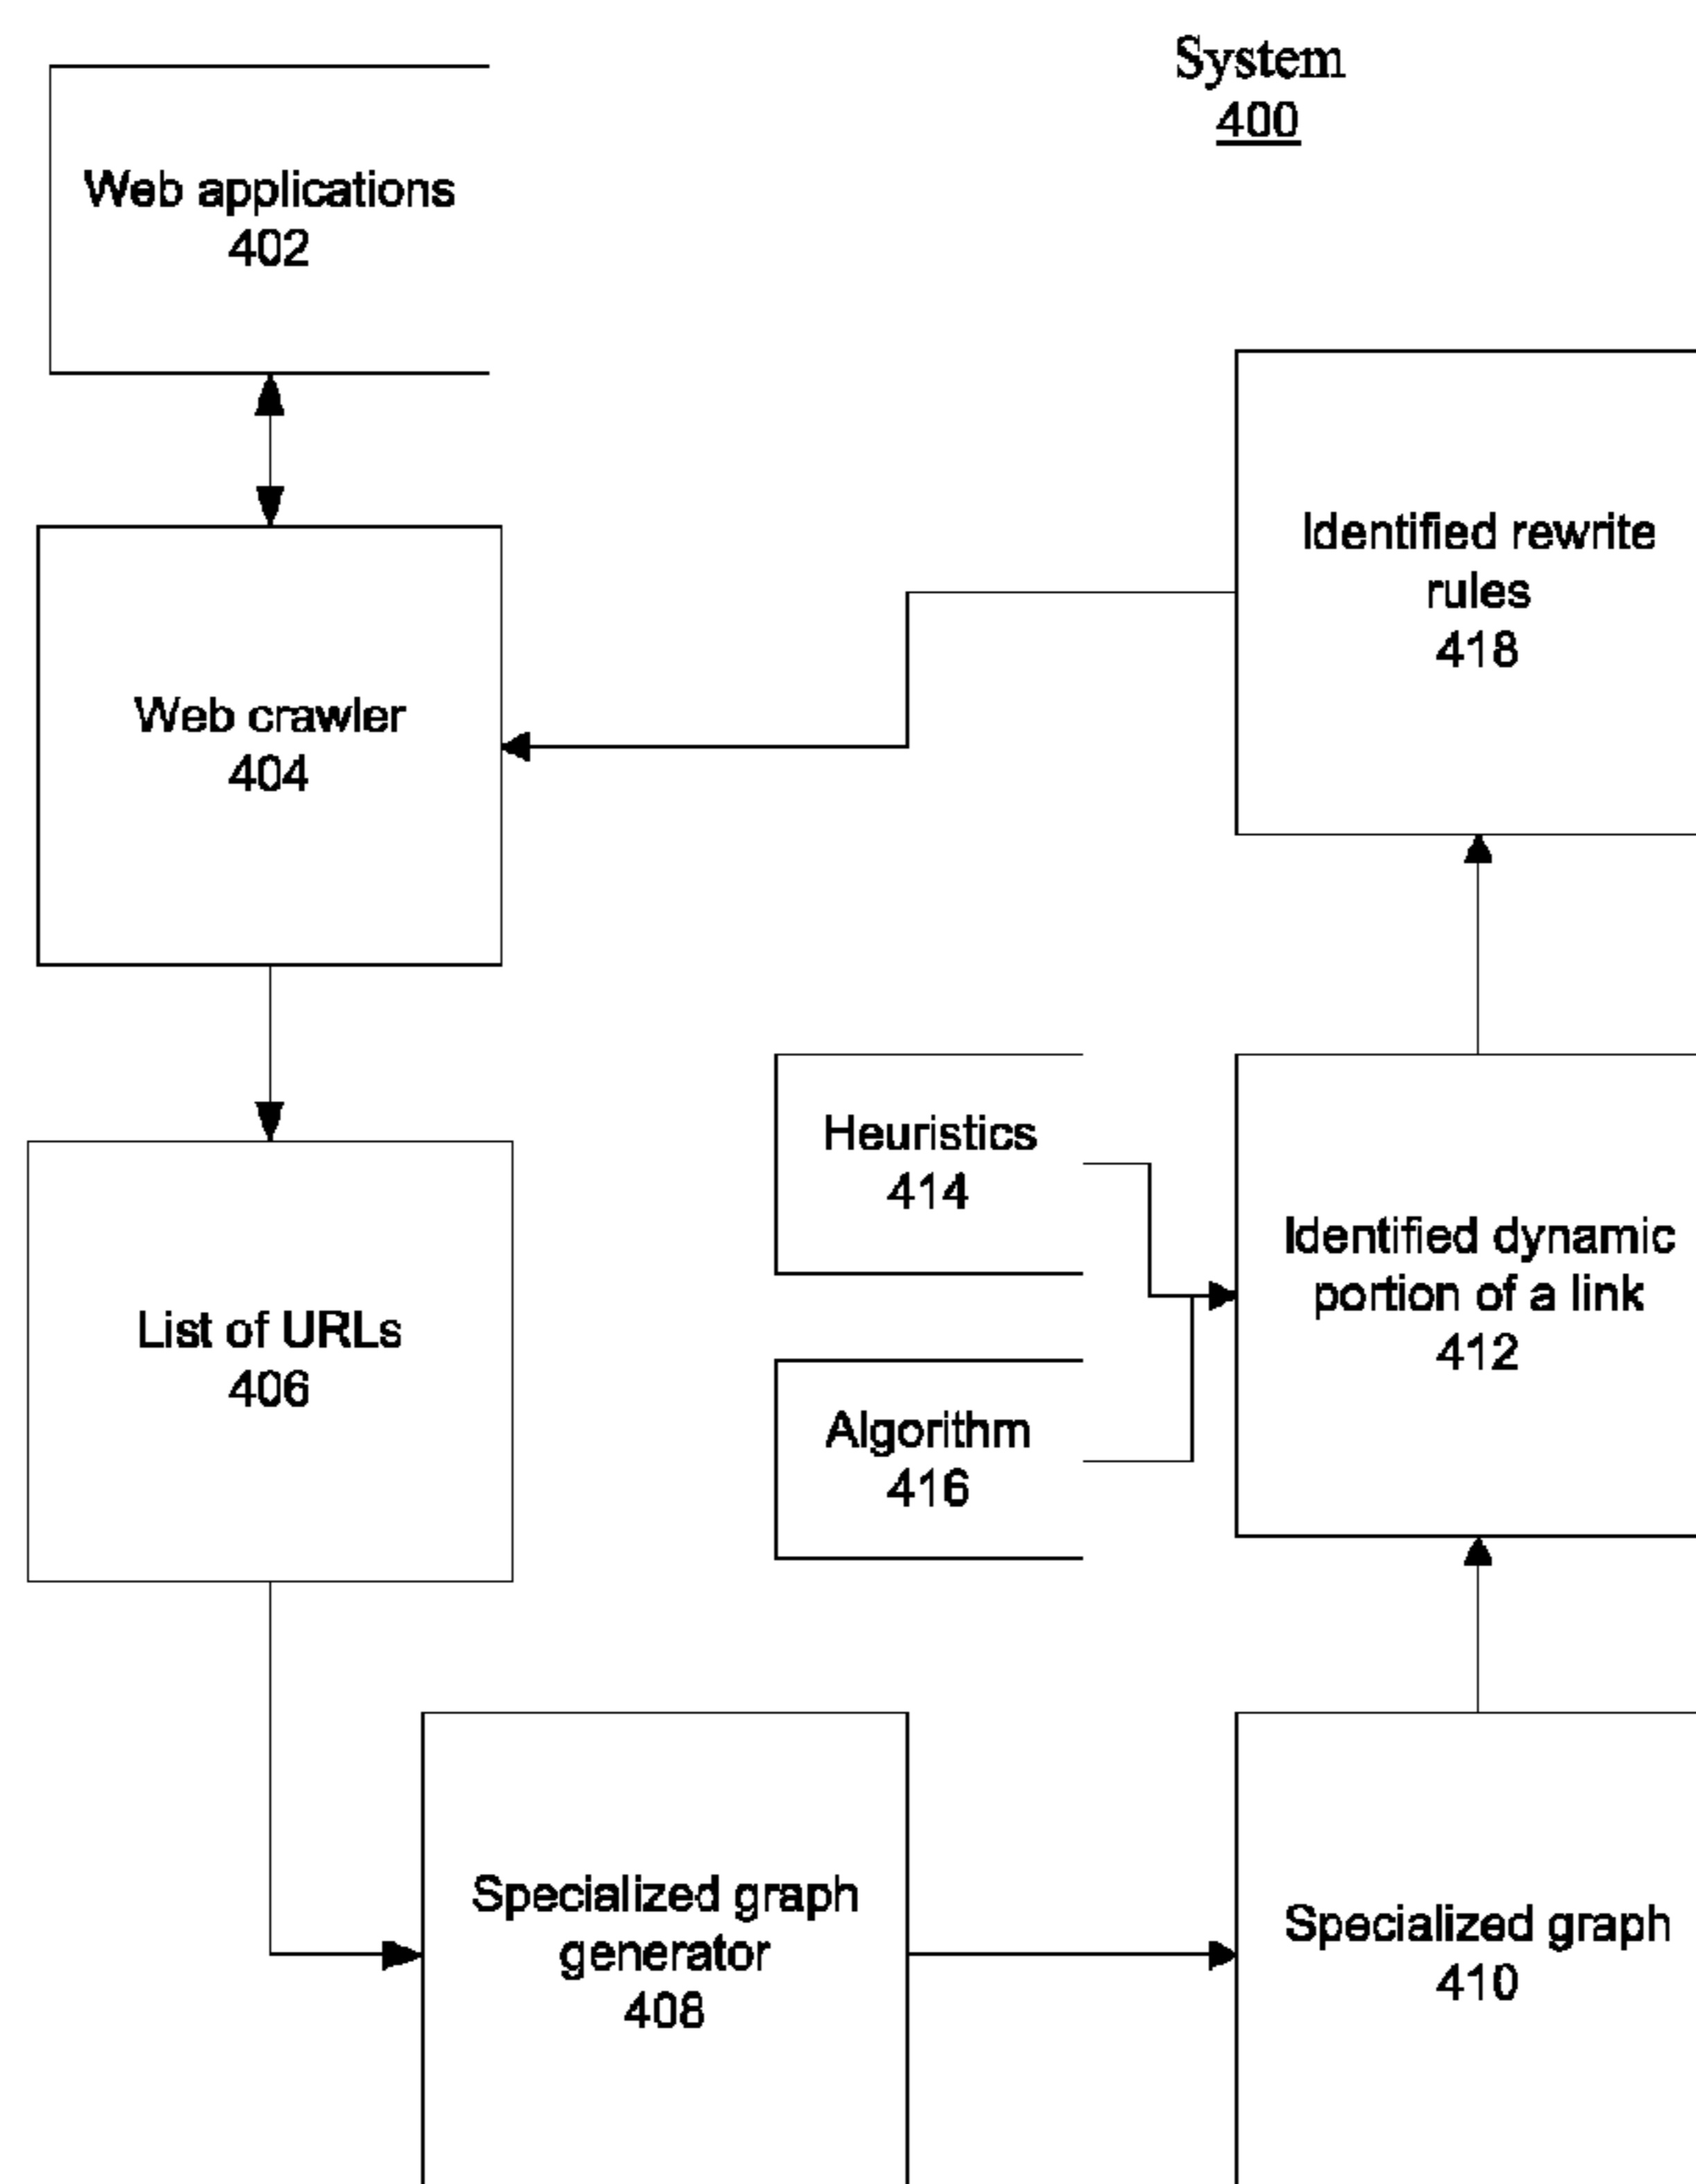 System
400
Web applications
402
Identified rewrite
rules
418
Web crawler
404
Heuristics
414
Identified dynamic
portion of a link
412
List of URLs
406
Algorithm
416
Specialized graph
generator
408
Specialized graph
410